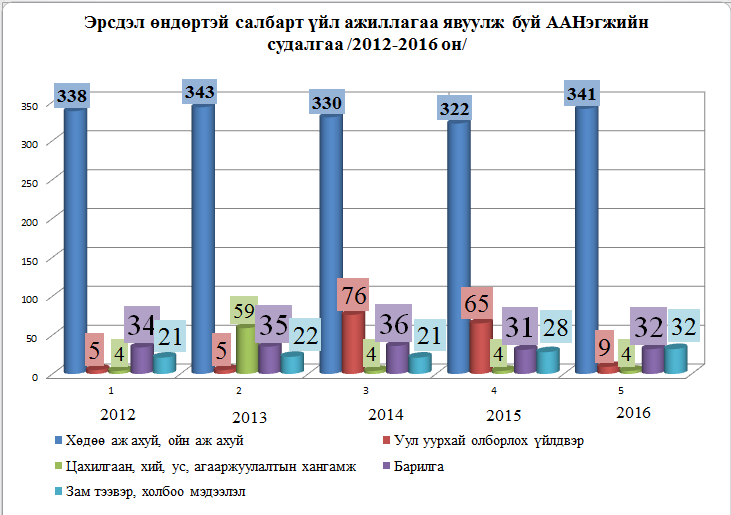 Эрсдэл өндөртэй салбарт үйл ажиллагаа явуулж буй ААНэгжийн
судалгаа /2012-2016 он/
350
300
250
200
150
100
50
0
338 5 4 34 21
343 5 59 35 22
330 76 4 36 21
322 65 4 31 28
341 9 4 32 32
1 2 3 4 5
2012 2013 2014 2015 2016
Хөдөө аж ахуй, ойн аж ахуй
Уул уурхай олборлох үйлдвэр
Цахилгаан, хий, ус, агааржуулалтын хангамж
Барилга
Зам тээвэр, холбоо мэдээлэл